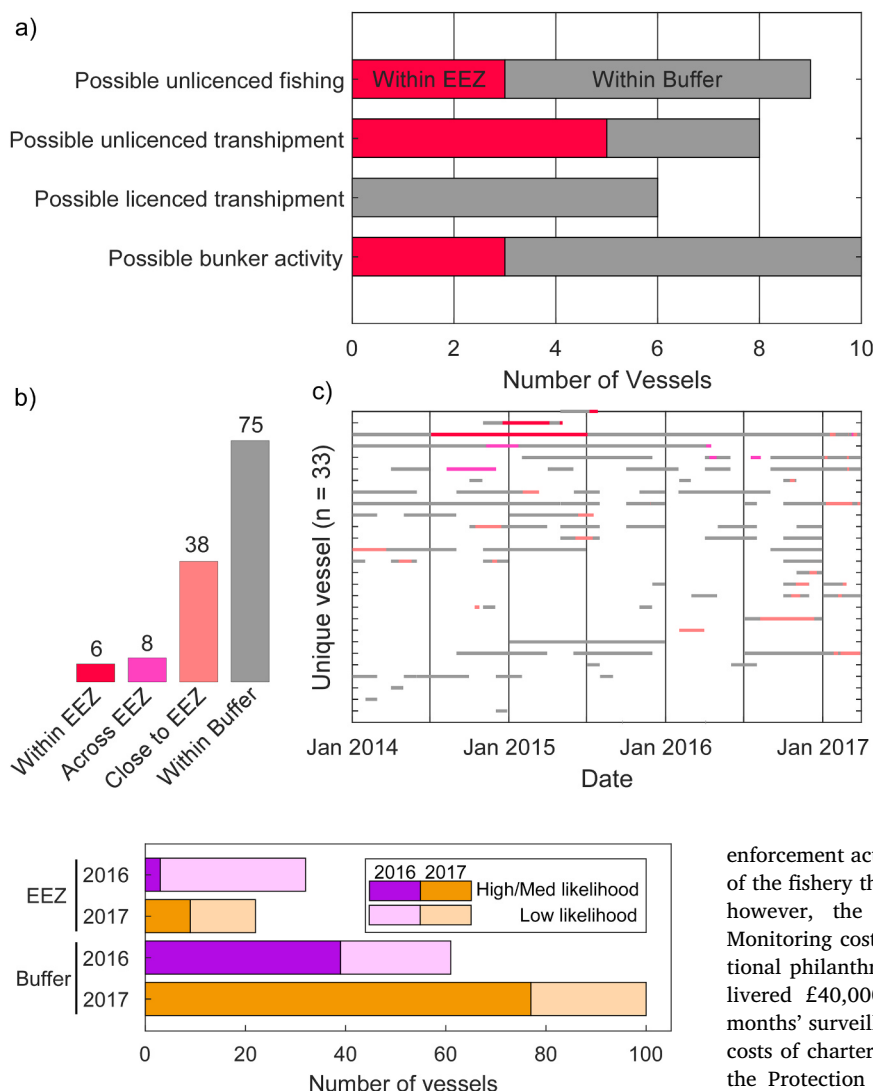 a)
Possible unlicenced fishing
Within EEZ
Within Buffer
Possible unlicenced transhipment
Possible licenced transhipment
Possible bunker activity
0 2 4 6 8 10
Number of Vessels
b)
6 8 38 75
Within EEZ
Across EEZ
Close to EEZ
Within Buffer
c)
Unique vessel (n = 33)
Jan 2014 Jan 2015 Jan 2016 Jan 2017
Date
EEZ
2016
2017
Buffer
2016
2017
2016 2017
High/Med likelihood
Low likelihood
0 20 40 60 80 100
Number of vessels
enforcement ac
of the fishery th
however, the
Monitoring cost
tional philanthr
livered £40,000
months' surveill
costs of charter
the Protection